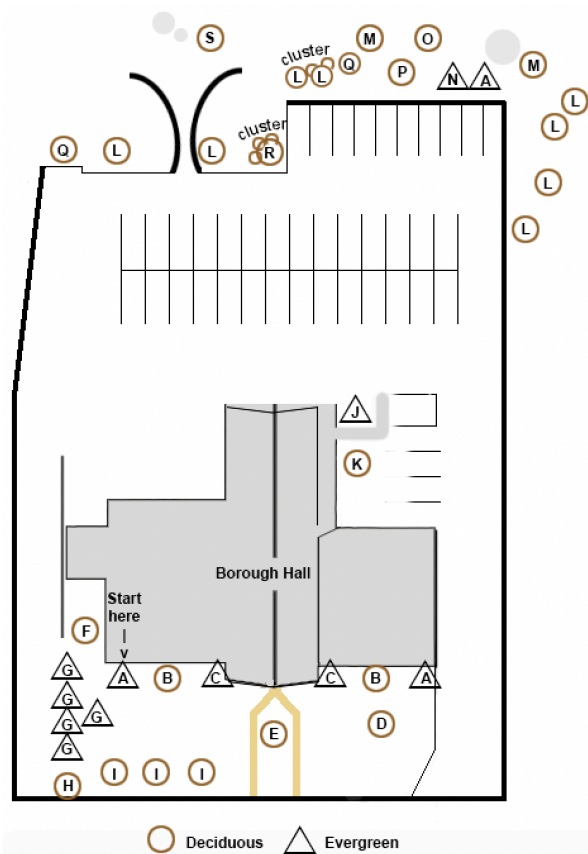 S
M
O
cluster
L
L
Q
P
N
A
M
L
L
cluster
Q
L
L
R
L
L
J
K
Borough Hall
Start
here
v
F
G
A
B
C
C
B
A
G
G
G
D
E
G
I
I
I
H
Deciduous
Evergreen